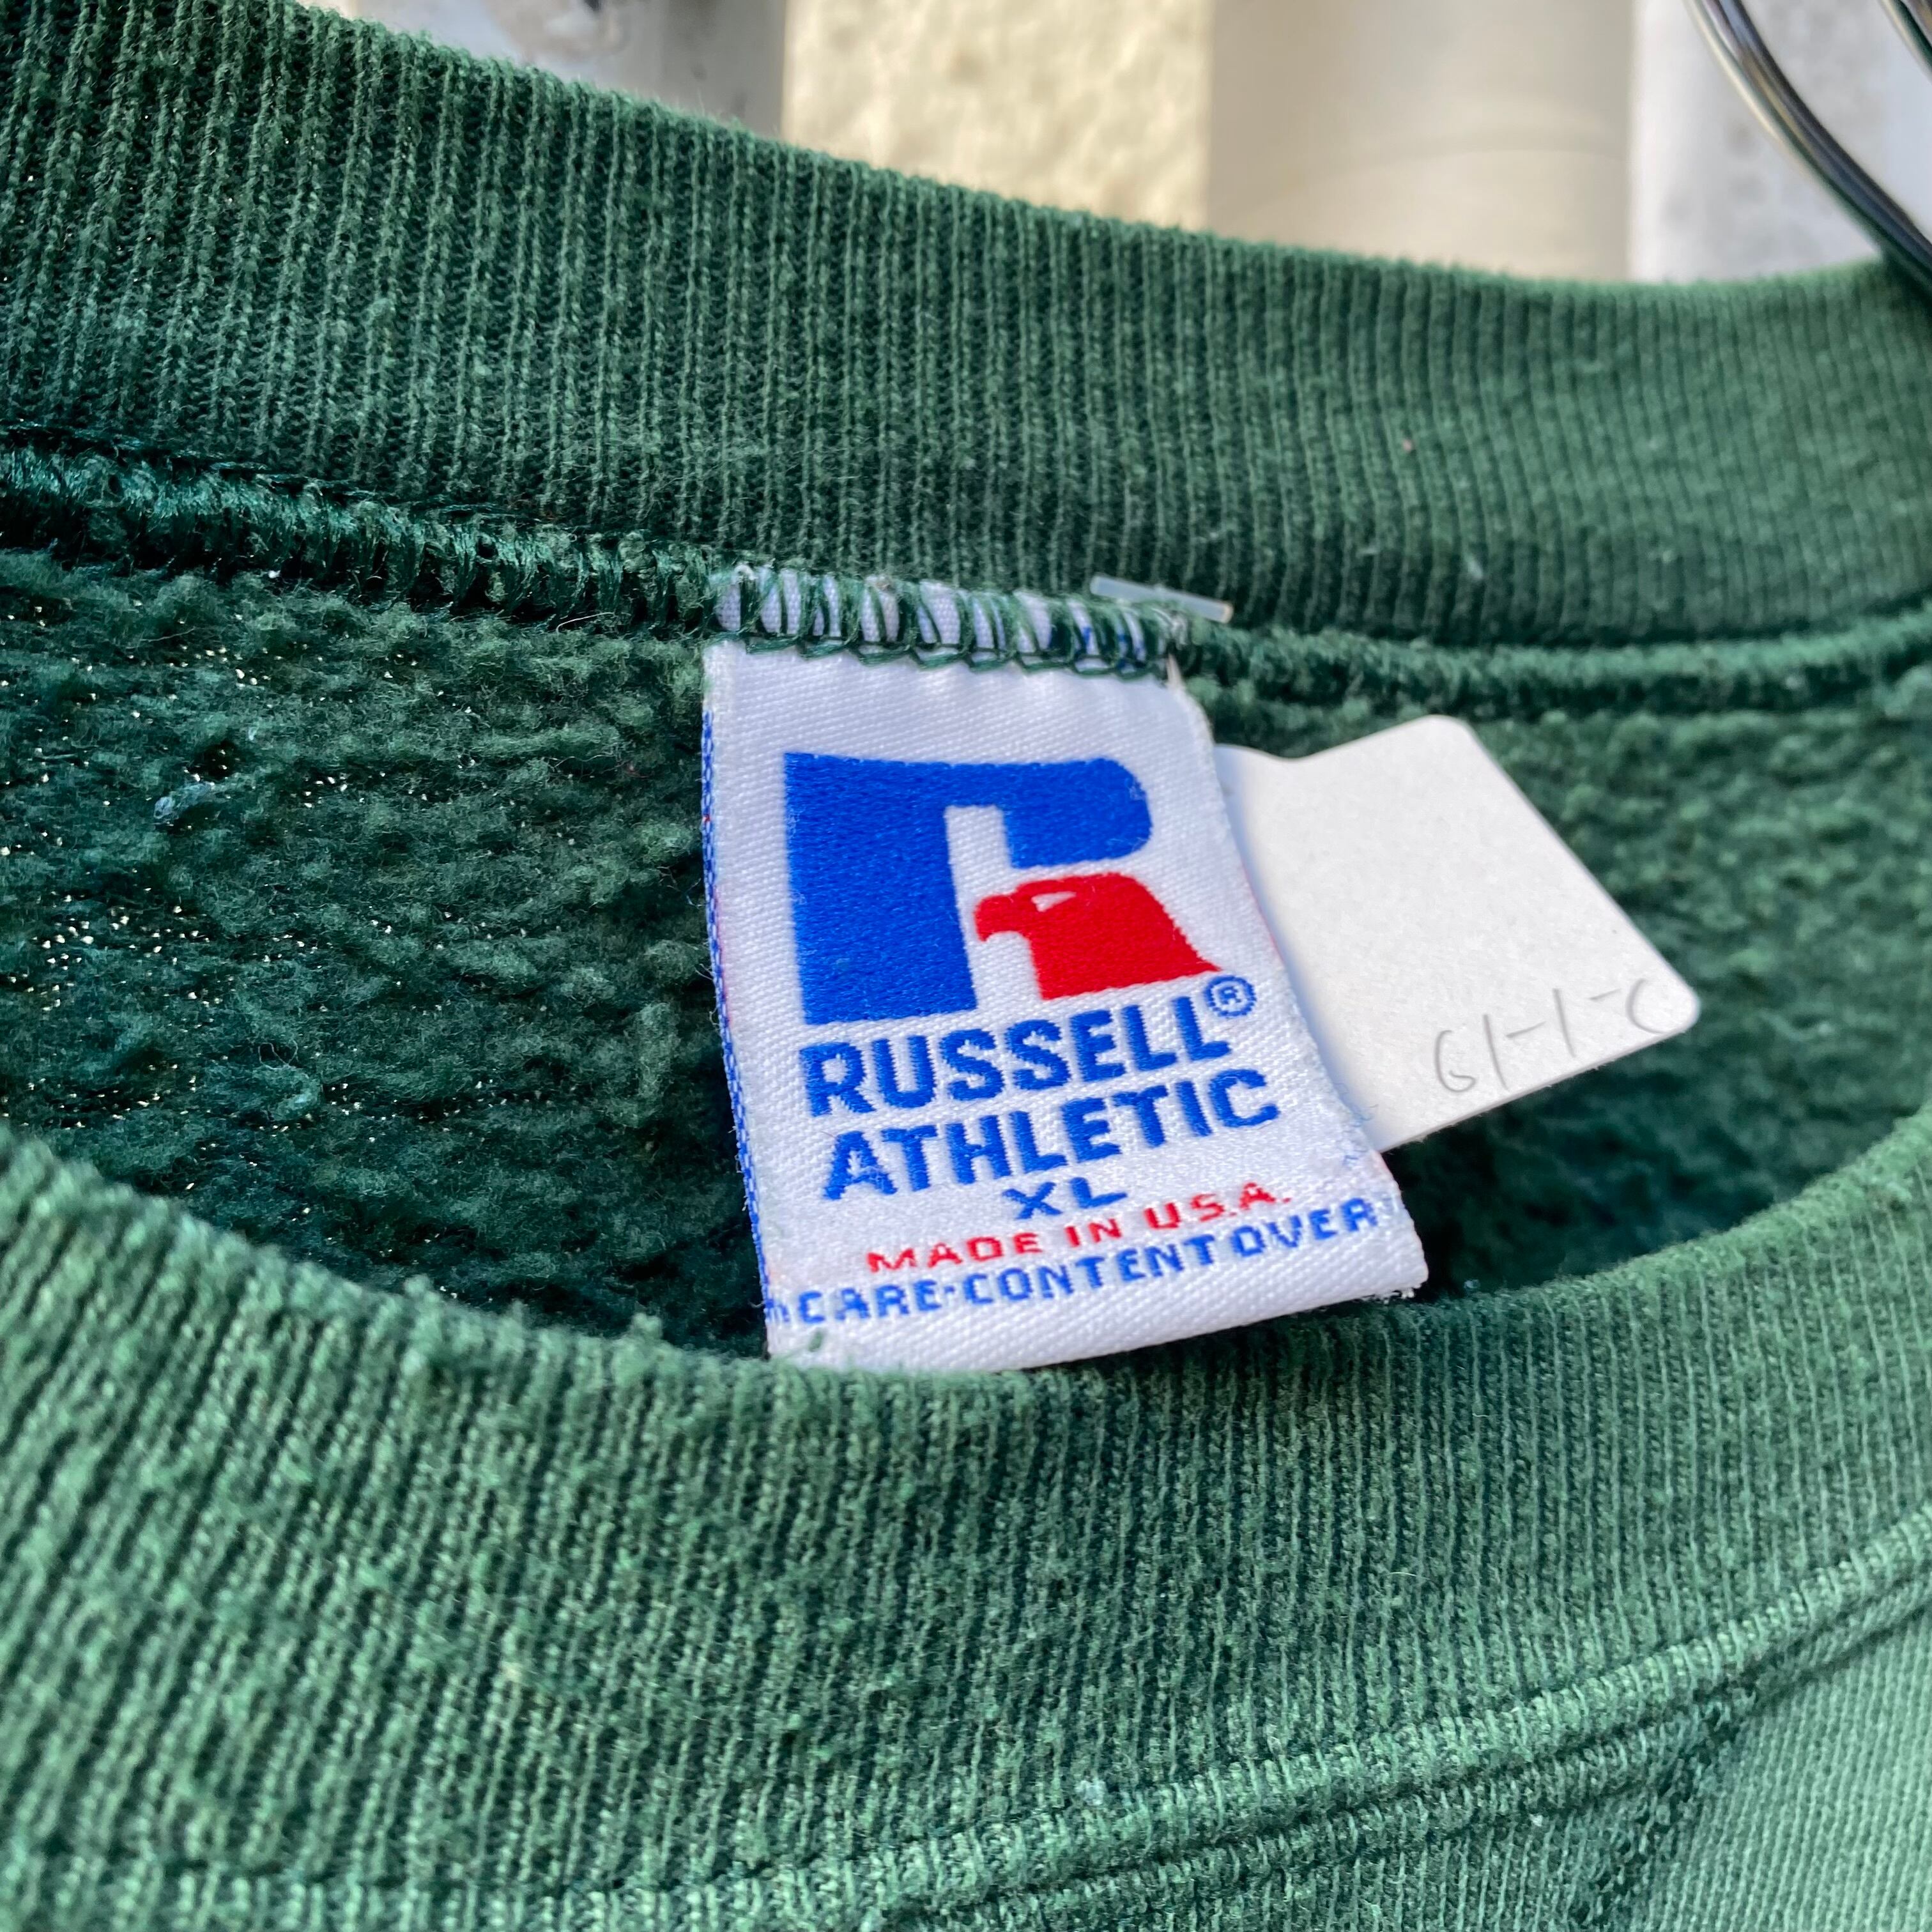 RUSSELL®
ATHLETIC
XL
MADE IN U.S.A.
CARE-CONTENT OVER